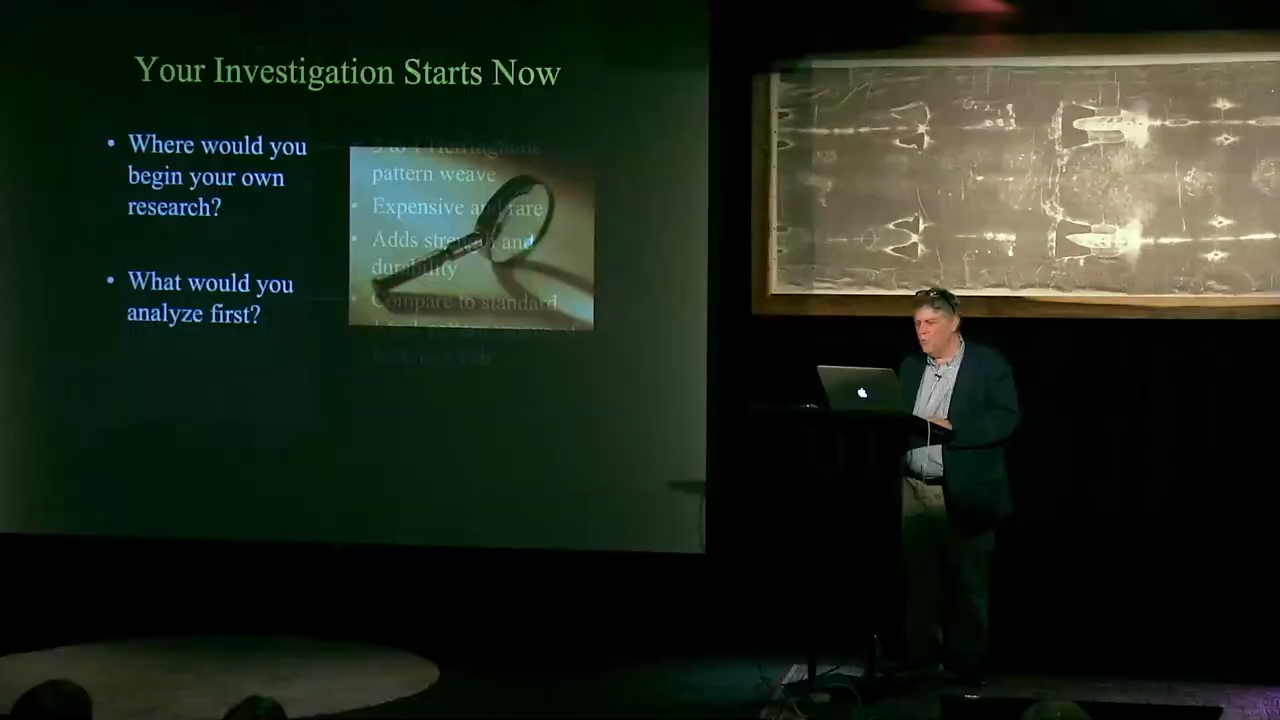 Your Investigation Starts Now
• Where would you
begin your own
research?
• What would you
analyze first?
pattern weave
• Expensive and rare
• Adds strength and
durability
• Compare to standard